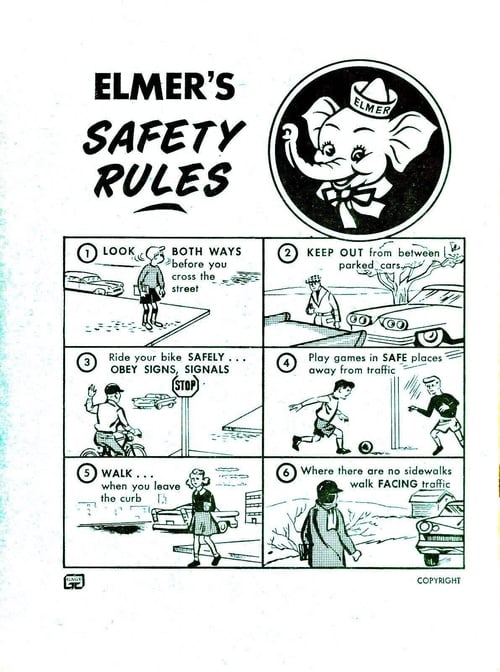 ELMER'S
SAFETY
RULES
ELMER
1 LOOK BOTH WAYS
before you
cross the
street
2 KEEP OUT from between
parked cars
3 Ride your bike SAFELY . . .
OBEY SIGNS, SIGNALS
STOP
4 Play games in SAFE places
away from traffic
5 WALK . . .
when you leave
the curb
6 Where there are no sidewalks
walk FACING traffic
COPYRIGHT